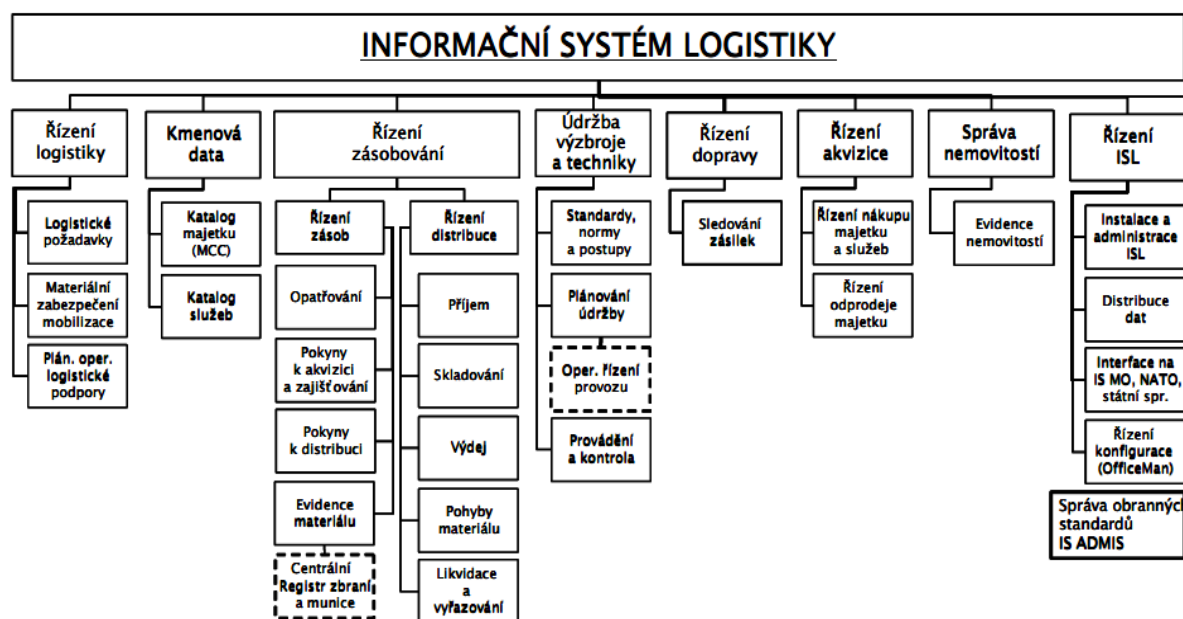 INFORMAČNÍ SYSTÉM LOGISTIKY
Řízení
logistiky
Logistické
požadavky
Materiální
zabezpečení
mobilizace
Plán. oper.
logistické
podpory
Kmenová
data
Katalog
majetku
(MCC)
Katalog
služeb
Řízení
zásobování
Řízení
zásob
Opatřování
Pokyny
k akvizici
a zajišťování
Pokyny
k distribuci
Evidence
materiálu
Centrální
Registr zbraní
a munice
Řízení
distribuce
Příjem
Skladování
Výdej
Pohyby
materiálu
Likvidace
a
vyřazování
Údržba
výzbroje
a techniky
Standardy,
normy
a postupy
Plánování
údržby
Oper. řízení
provozu
Provádění
a kontrola
Řízení
dopravy
Sledování
zásilek
Řízení
akvizice
Řízení nákupu
majetku
a služeb
Řízení
odprodeje
majetku
Správa
nemovitostí
Evidence
nemovitostí
Řízení
ISL
Instalace a
administrace
ISL
Distribuce
dat
Interface na
IS MO, NATO,
státní spr.
Řízení
konfigurace
(OfficeMan)
Správa obranných
standardů
IS ADMIS